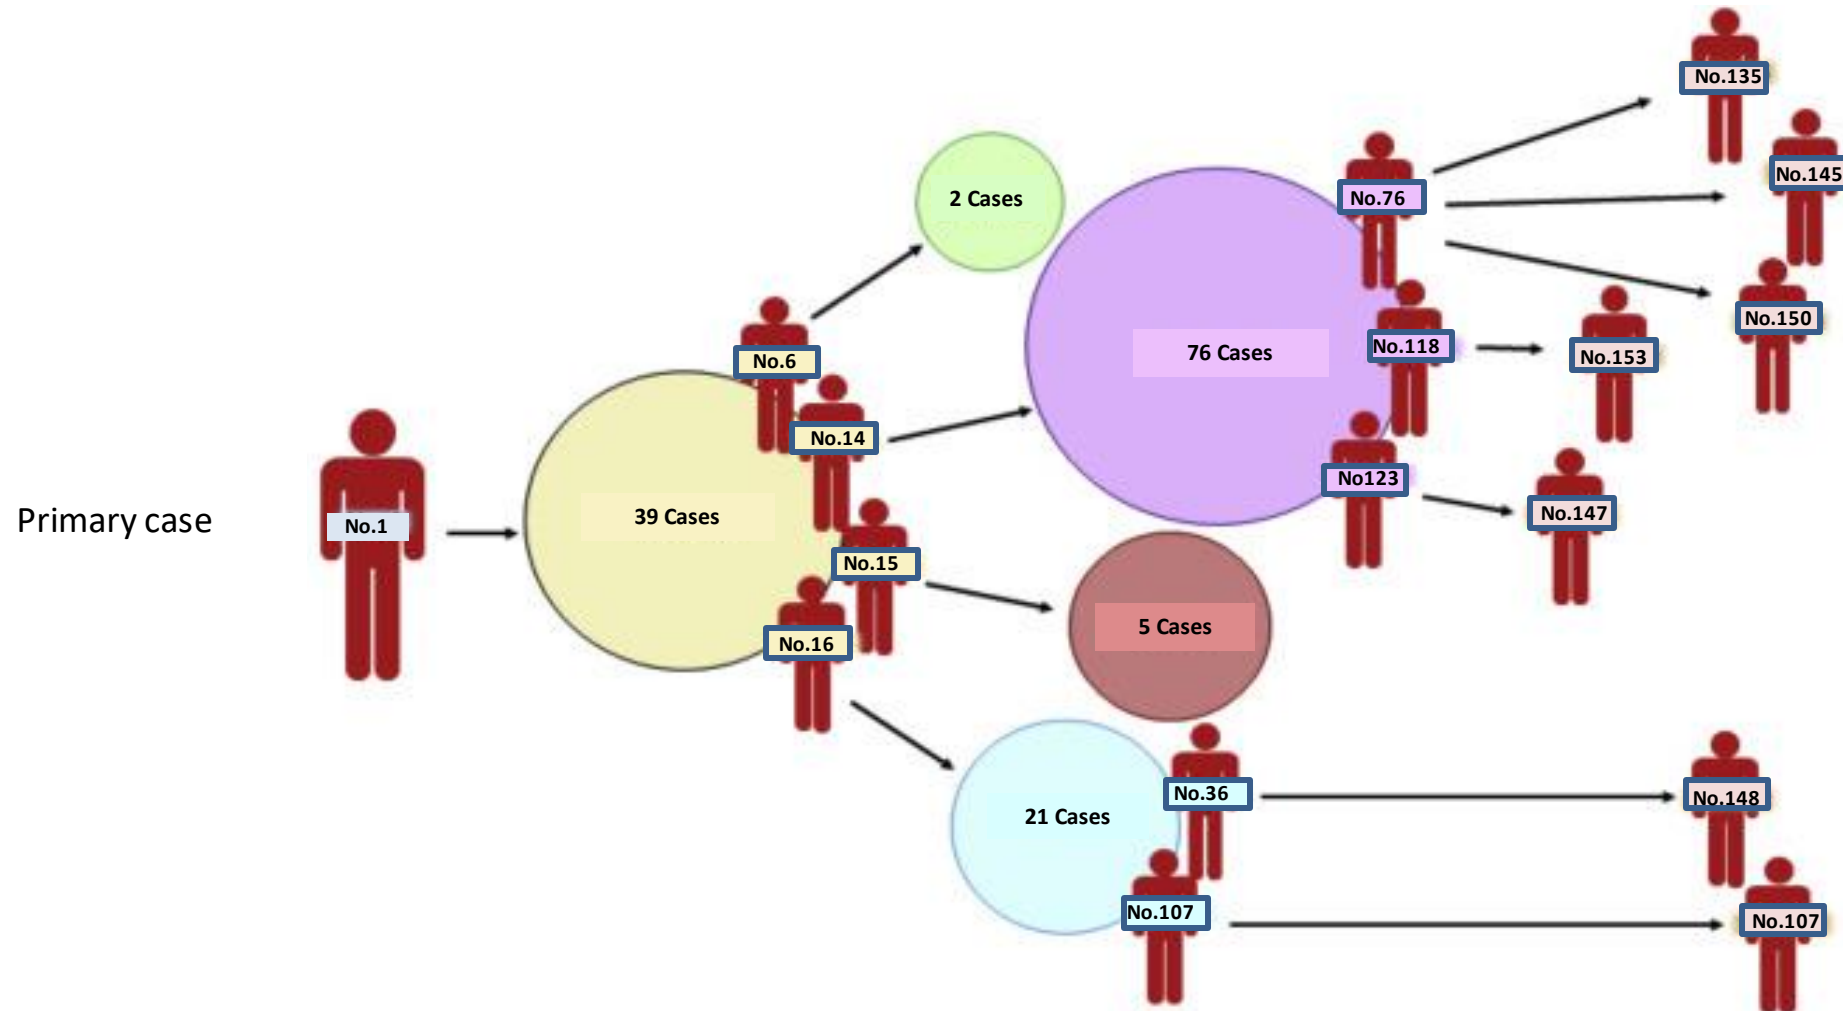 Primary case
No.1
39 Cases
No.6
No.14
No.15
No.16
2 Cases
76 Cases
5 Cases
21 Cases
No.76
No.118
No123
No.36
No.107
No.135
No.145
No.150
No.153
No.147
No.148
No.107